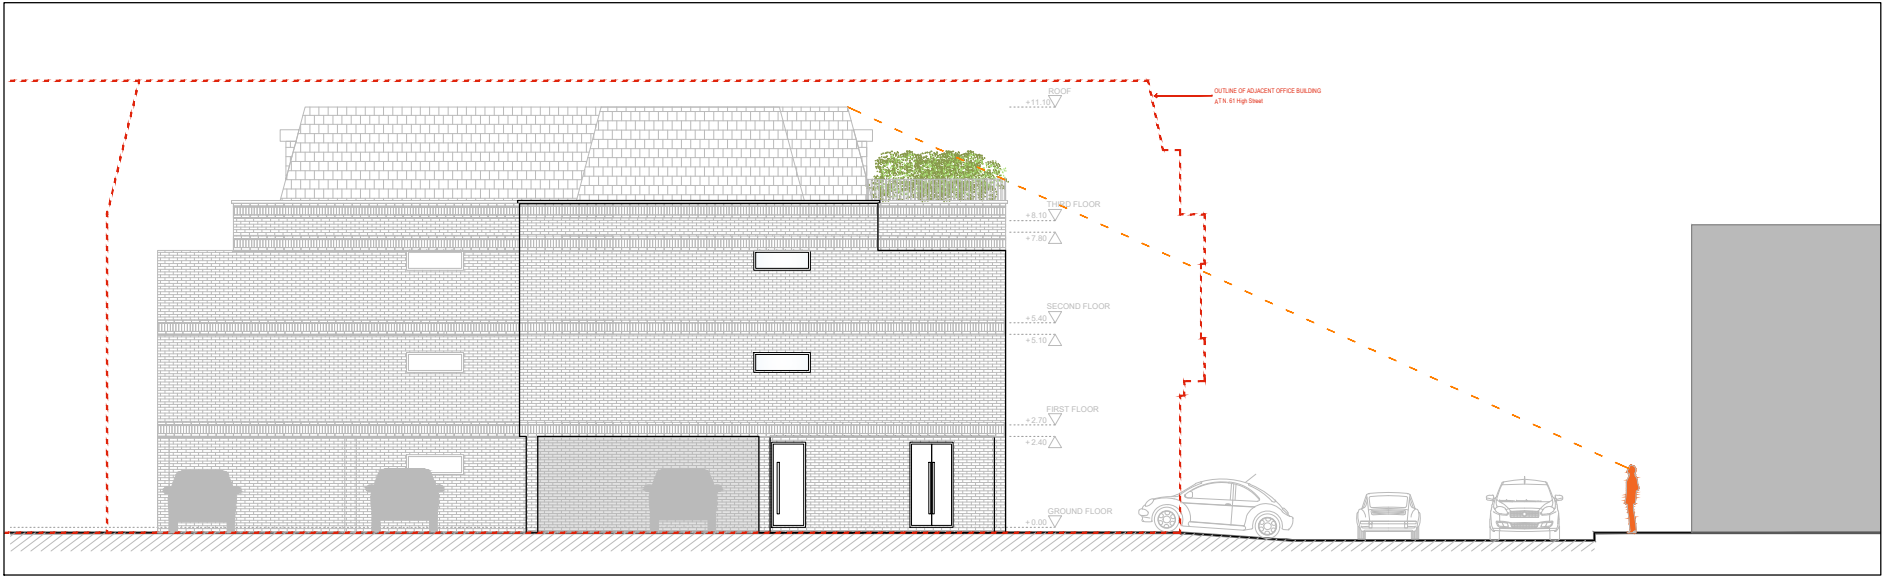 ROOF
+11.10
OUTLINE OF ADJACENT OFFICE BUILDING
AT N. 61 High Street
THIRD FLOOR
+8.10
+7.80
SECOND FLOOR
+5.40
+5.10
FIRST FLOOR
+2.70
+2.40
GROUND FLOOR
+0.00